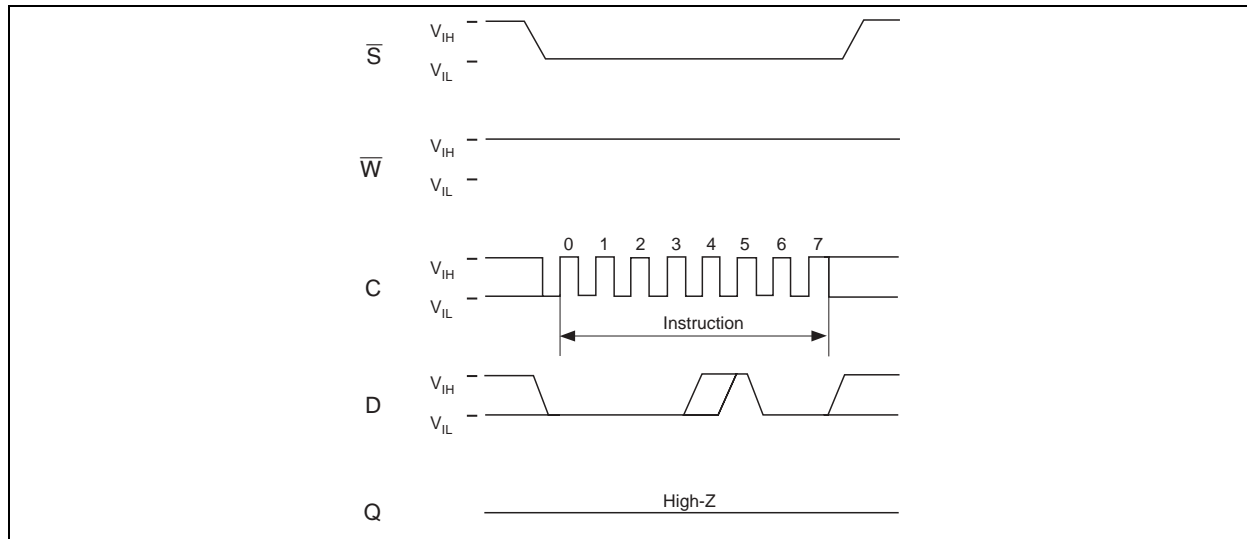 V_IH
S̅
V_IL
V_IH
W̅
V_IL
0 1 2 3 4 5 6 7
V_IH
C
V_IL
Instruction
V_IH
D
V_IL
High-Z
Q